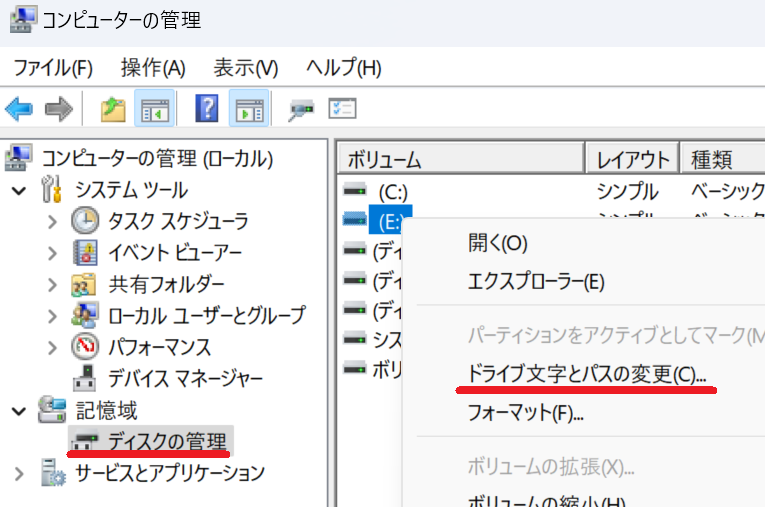 コンピューターの管理
ファイル(F) 操作(A) 表示(V) ヘルプ(H)
コンピューターの管理 (ローカル)
システム ツール
タスク スケジューラ
イベント ビューアー
共有フォルダー
ローカル ユーザーとグループ
パフォーマンス
デバイス マネージャー
記憶域
ディスクの管理
サービスとアプリケーション
ボリューム レイアウト 種類
(C:) シンプル ベーシック
(E:)
(ディ
(ディ
(ディ
シス
ボリ
開く(O)
エクスプローラー(E)
パーティションをアクティブとしてマーク(M
ドライブ文字とパスの変更(C)...
フォーマット(F)...
ボリュームの拡張(X)...
ボリュームの縮小(H)